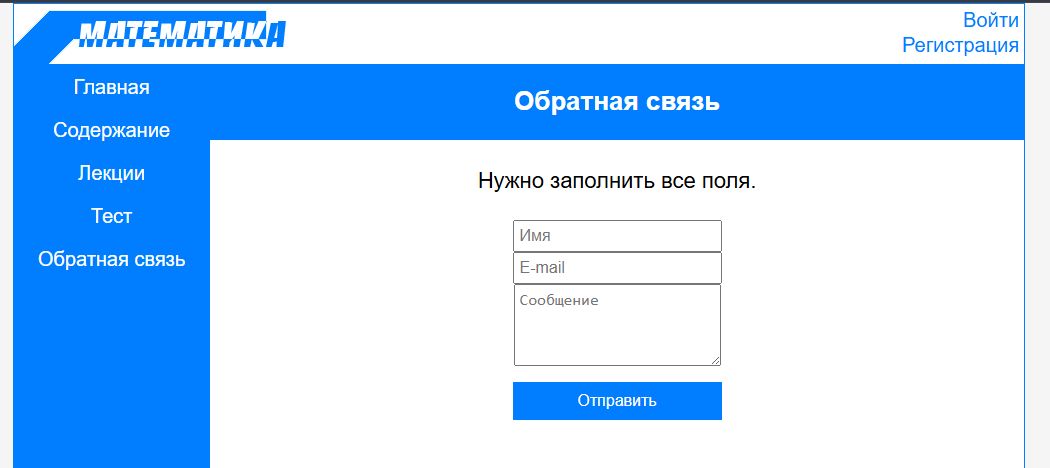 МАТЕМАТИКА
Войти
Регистрация
Главная
Содержание
Лекции
Тест
Обратная связь
Обратная связь
Нужно заполнить все поля.
Имя
E-mail
Сообщение
Отправить